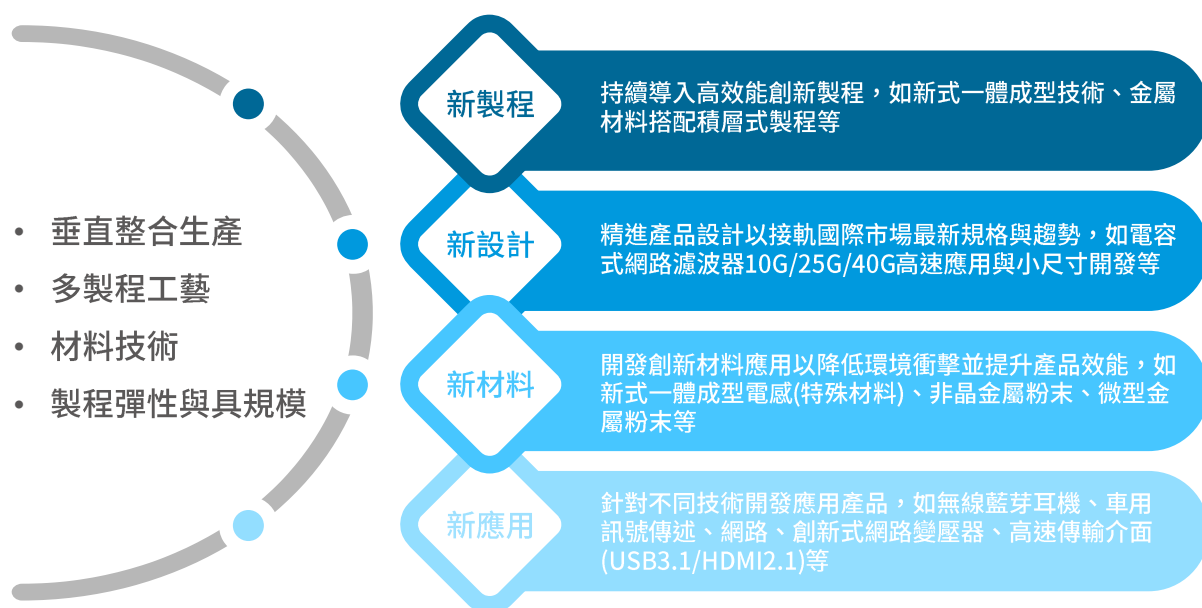 • 垂直整合生產
• 多製程工藝
• 材料技術
• 製程彈性與具規模
新製程
持續導入高效能創新製程，如新式一體成型技術、金屬
材料搭配積層式製程等
新設計
精進產品設計以接軌國際市場最新規格與趨勢，如電容
式網路濾波器10G/25G/40G高速應用與小尺寸開發等
新材料
開發創新材料應用以降低環境衝擊並提升產品效能，如
新式一體成型電感(特殊材料)、非晶金屬粉末、微型金
屬粉末等
新應用
針對不同技術開發應用產品，如無線藍芽耳機、車用
訊號傳述、網路、創新式網路變壓器、高速傳輸介面
(USB3.1/HDMI2.1)等